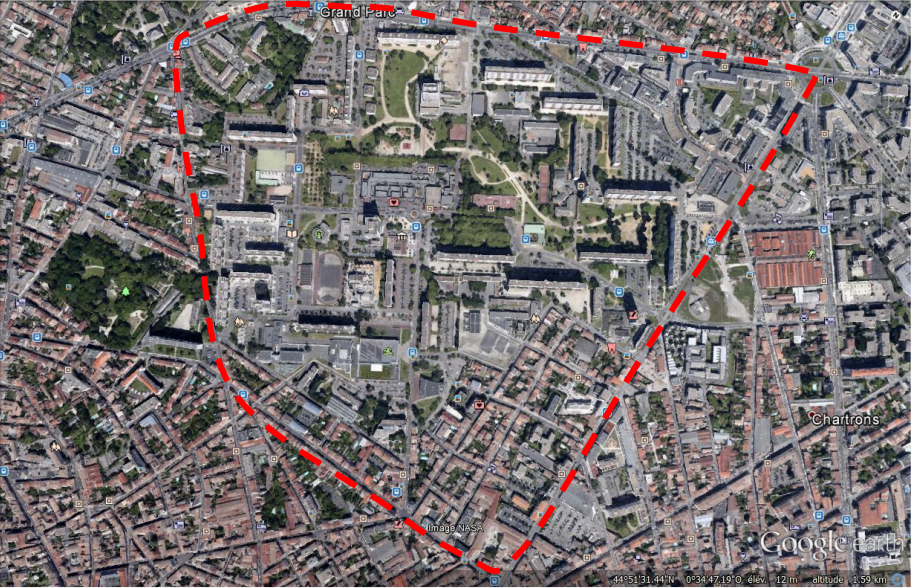 Grand Parc
Chartrons
Image NASA
Google earth
44°51'31.44"N 0°34'47.19"O élév. 12 m altitude 1.59 km